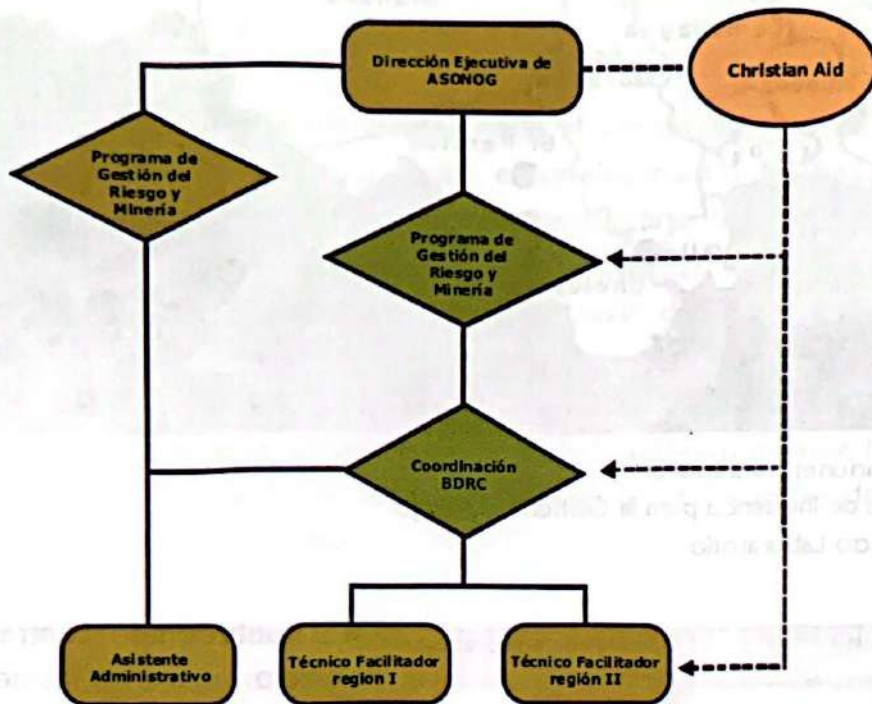 Dirección Ejecutiva de
ASONOG
Christian Aid
Programa de
Gestión del
Riesgo y
Minería
Programa de
Gestión del
Riesgo y
Minería
Coordinación
BDRC
Asistente
Administrativo
Técnico Facilitador
region I
Técnico Facilitador
región II